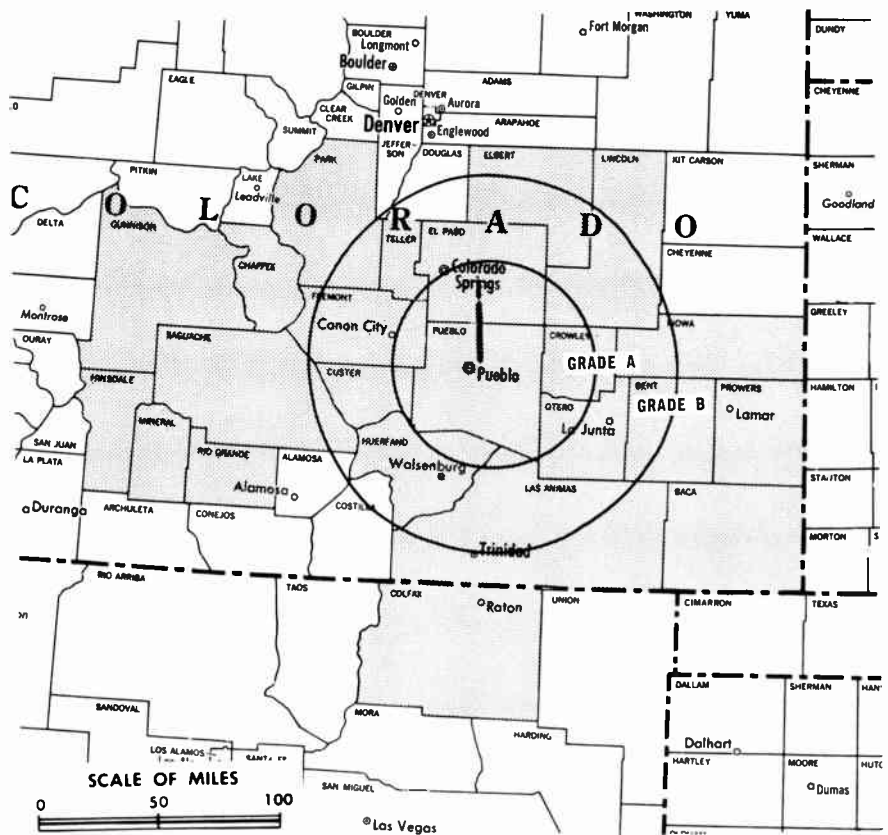 WASHINGTON
YUMA
BOULDER
Longmont
Fort Morgan
DUNDY
Boulder
EAGLE
GILPIN
ADAMS
CHEYENNE
Golden
DENVER
Aurora
CLEAR CREEK
Denver
ARAPAHOE
SUMMIT
Englewood
JEFFER-SON
DOUGLAS
ELBERT
LINCOLN
KIT CARSON
PARK
PITKIN
LAKE
Leadville
SHERMAN
Goodland
C O L O R A D O
DELTA
GUNNISON
TELLER
EL PASO
WALLACE
CHEYENNE
CHAFFEE
Colorado Springs
FREMONT
Montrose
Canon City
PUEBLO
CROWLEY
KIOWA
GREELEY
OURAY
SAGUACHE
GRADE A
CUSTER
Pueblo
HINSDALE
BENT
PROWERS
HAMILTON
GRADE B
OTERO
Lamar
MINERAL
La Junta
SAN JUAN
RIO GRANDE
ALAMOSA
HUERFANO
LA PLATA
Walsenburg
STANTON
LAS ANIMAS
BACA
Alamosa
Durango
ARCHULETA
CONEJOS
COSTILLA
MORTON
S
Trinidad
RIO ARRIBA
TAOS
COLFAX
Raton
UNION
CIMARRON
TEXAS
DALLAM
SHERMAN
HAN
SANDOVAL
MORA
HARDING
LOS ALAMOS
Dalhart
HARTLEY
MOORE
HUTC
SCALE OF MILES
SAN MIGUEL
Dumas
0 50 100
Las Vegas